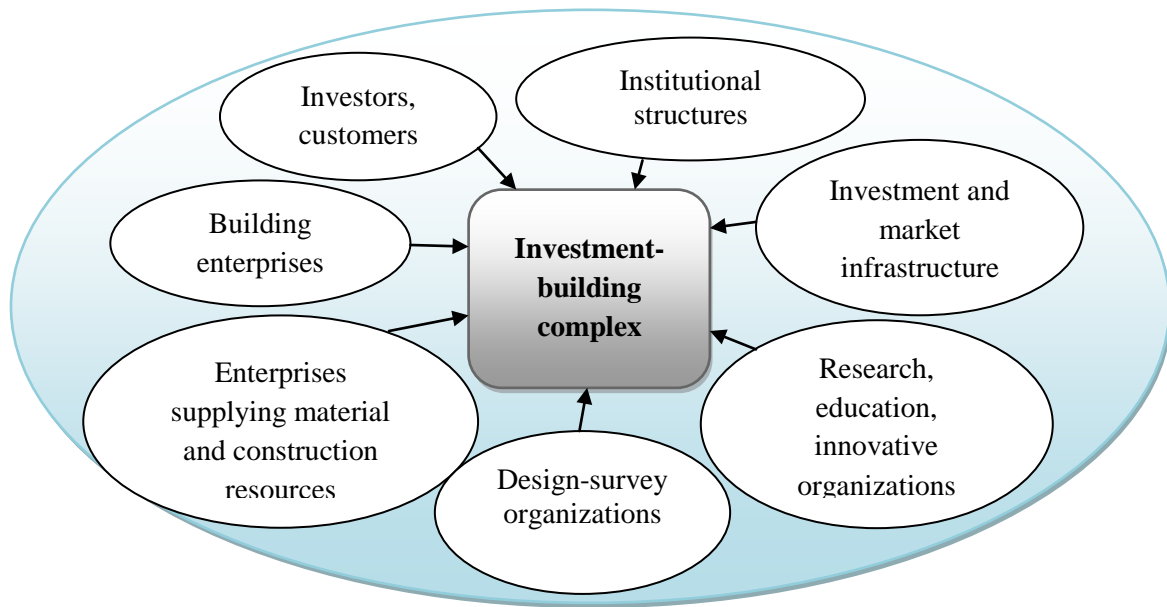 Investors,
customers
Institutional
structures
Building
enterprises
Investment-
building
complex
Investment and
market
infrastructure
Enterprises
supplying material
and construction
resources
Design-survey
organizations
Research,
education,
innovative
organizations